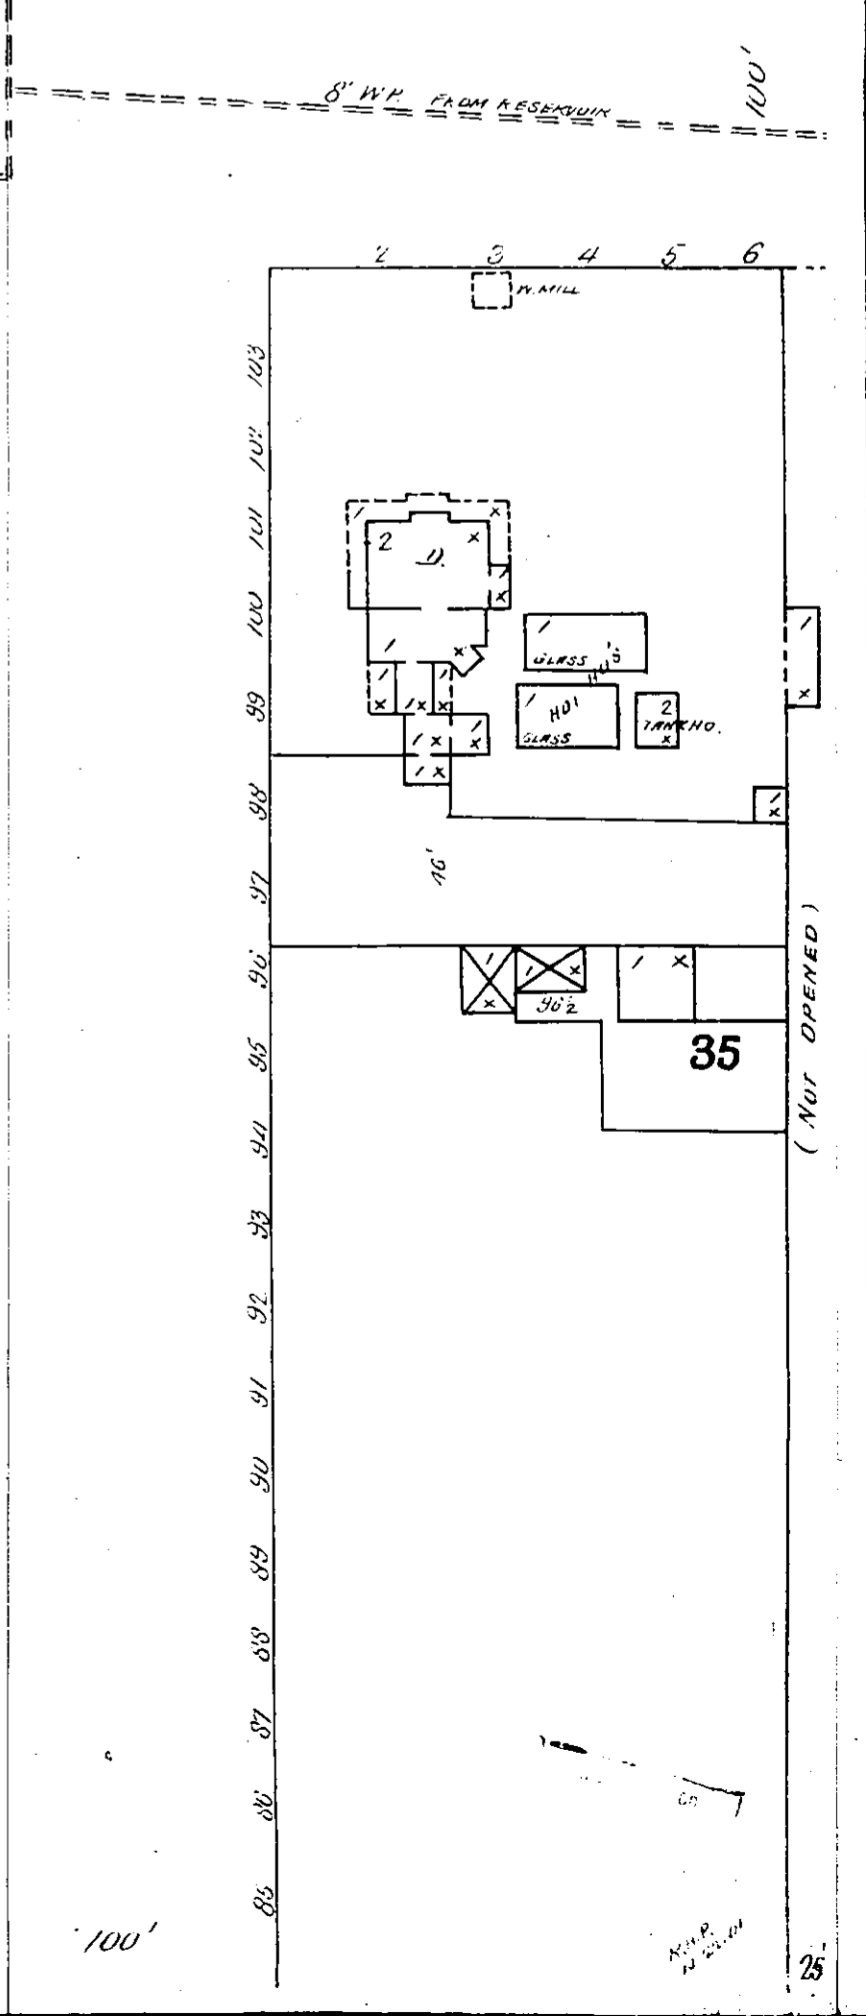 8" W.P. FROM RESERVOIR
100'
2 3 4 5 6
W. MILL
103
102
101
/ x
2 x
D.
/ x
100
/ x
/
GLASS
HO'S
/
x
/ x
/ x
/ x
/
HOT
GLASS
2
TANK HO.
x
99
/ x
/ x
/ x
98
/ x
46'
97
96
/ x
/ x
/ x
96½
95
35
(NOT OPENED)
94
93
92
91
90
89
88
87
86
85
100'
25'